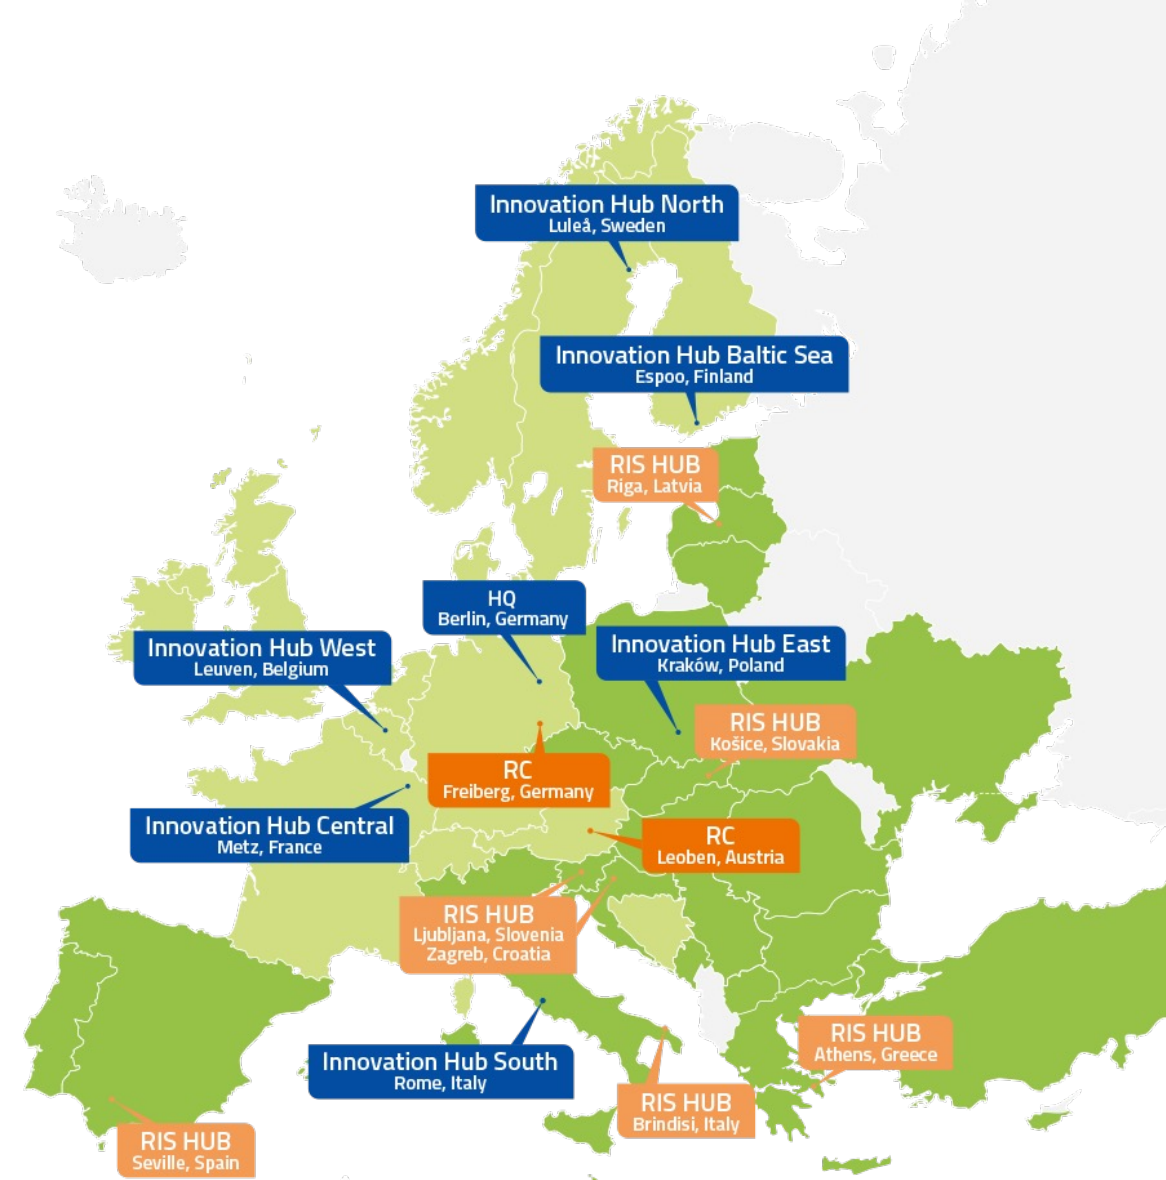 Innovation Hub North
Luleå, Sweden
Innovation Hub Baltic Sea
Espoo, Finland
RIS HUB
Riga, Latvia
HQ
Berlin, Germany
Innovation Hub West
Leuven, Belgium
Innovation Hub East
Kraków, Poland
RIS HUB
Košice, Slovakia
RC
Freiberg, Germany
Innovation Hub Central
Metz, France
RC
Leoben, Austria
RIS HUB
Ljubljana, Slovenia
Zagreb, Croatia
RIS HUB
Athens, Greece
Innovation Hub South
Rome, Italy
RIS HUB
Brindisi, Italy
RIS HUB
Seville, Spain